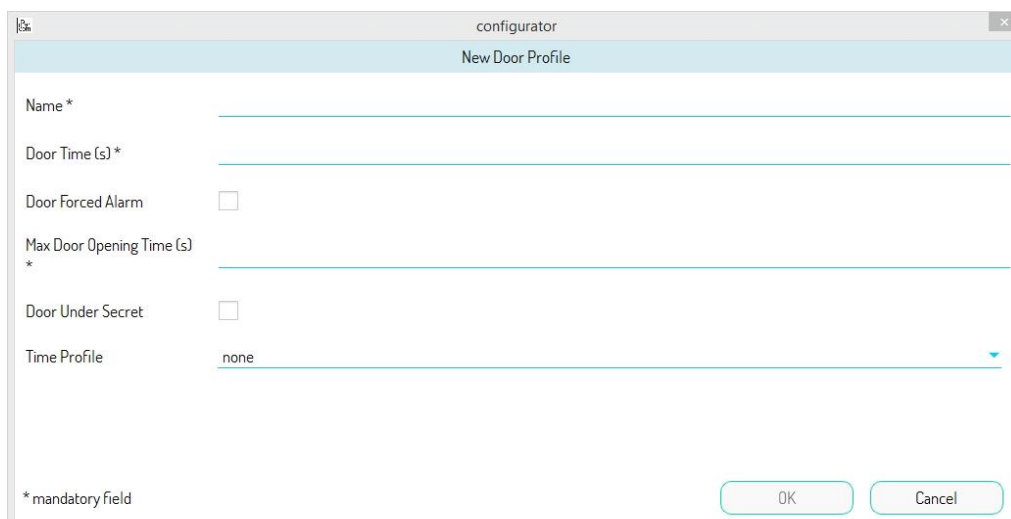 configurator
New Door Profile
Name *
Door Time (s) *
Door Forced Alarm
Max Door Opening Time (s)
*
Door Under Secret
Time Profile
none
* mandatory field
OK
Cancel